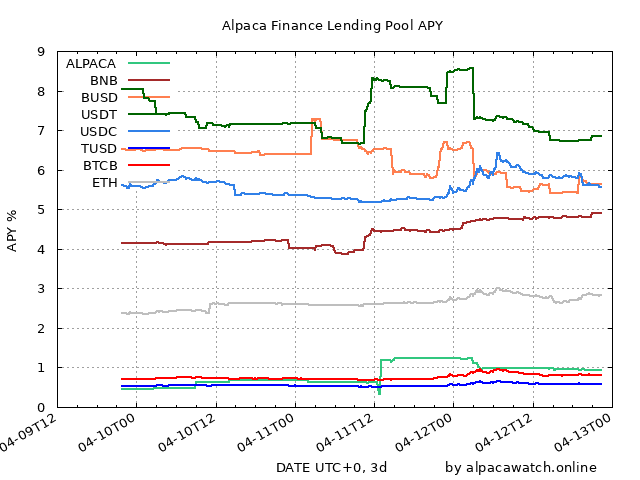 Alpaca Finance Lending Pool APY
9
8
7
6
5
4
3
2
1
0
APY %
ALPACA
BNB
BUSD
USDT
USDC
TUSD
BTCB
ETH
04-09T12
04-10T00
04-10T12
04-11T00
04-11T12
04-12T00
04-12T12
04-13T00
DATE UTC+0, 3d
by alpacawatch.online